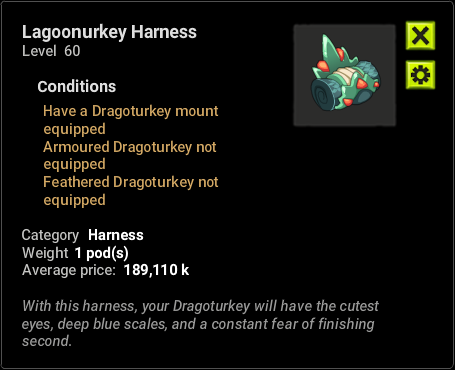 Lagoonurkey Harness
Level 60
Conditions
Have a Dragoturkey mount
equipped
Armoured Dragoturkey not
equipped
Feathered Dragoturkey not
equipped
Category Harness
Weight 1 pod(s)
Average price: 189,110 k
With this harness, your Dragoturkey will have the cutest
eyes, deep blue scales, and a constant fear of finishing
second.